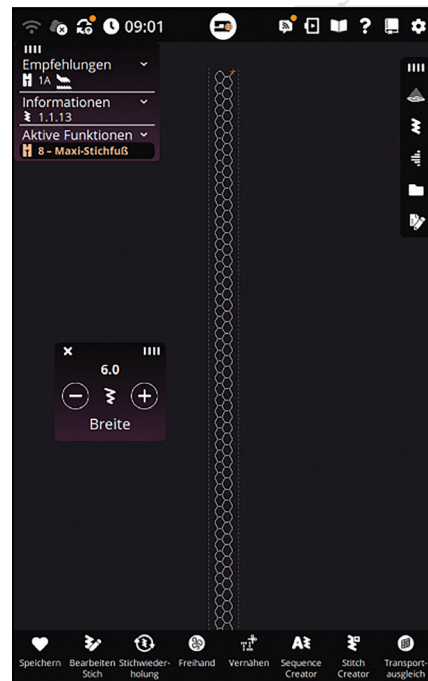 09:01
?
Empfehlungen
1A
Informationen
1.1.13
Aktive Funktionen
8 – Maxi-Stichfuß
6.0
Breite
Speichern
Bearbeiten
Stich
Stichwieder-
holung
Freihand
Vernähen
Sequence
Creator
Stitch
Creator
Transport-
ausgleich